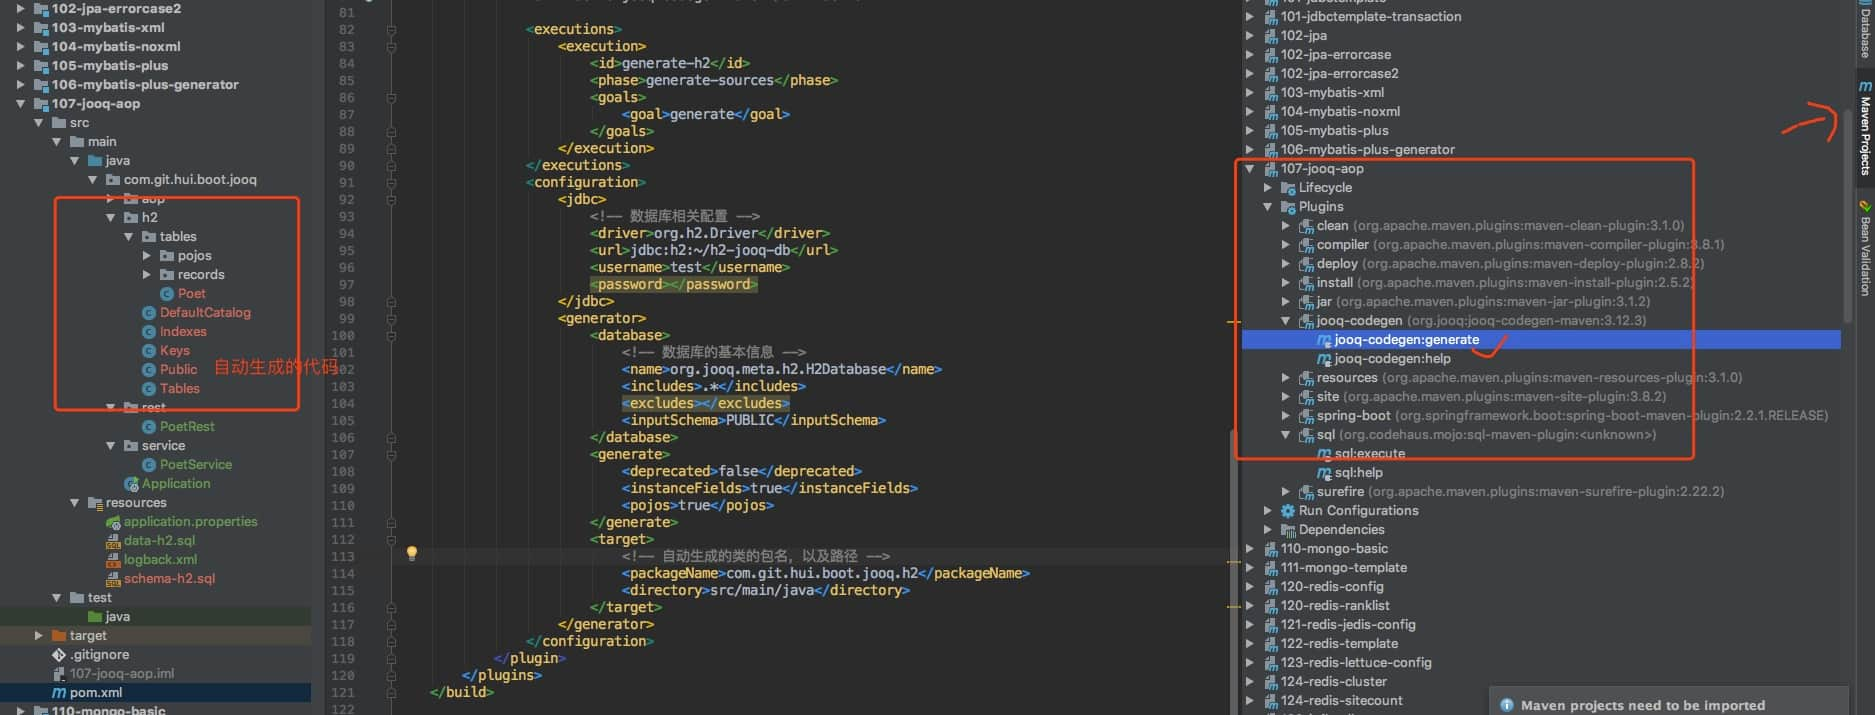 102-jpa-errorcase2
103-mybatis-xml
104-mybatis-noxml
105-mybatis-plus
106-mybatis-plus-generator
107-jooq-aop
src
main
java
com.git.hui.boot.jooq
aop
h2
tables
pojos
records
Poet
DefaultCatalog
Indexes
Keys
Public
自动生成的代码
Tables
rest
PoetRest
service
PoetService
Application
resources
application.properties
data-h2.sql
logback.xml
schema-h2.sql
test
java
target
.gitignore
107-jooq-aop.iml
pom.xml
110-mongo-basic
81
82 <executions>
83 <execution>
84 <id>generate-h2</id>
85 <phase>generate-sources</phase>
86 <goals>
87 <goal>generate</goal>
88 </goals>
89 </execution>
90 </executions>
91 <configuration>
92 <jdbc>
93 <!-- 数据库相关配置 -->
94 <driver>org.h2.Driver</driver>
95 <url>jdbc:h2:~/h2-jooq-db</url>
96 <username>test</username>
97 <password></password>
98 </jdbc>
99 <generator>
100 <database>
101 <!-- 数据库的基本信息 -->
102 <name>org.jooq.meta.h2.H2Database</name>
103 <includes>.*</includes>
104 <excludes></excludes>
105 <inputSchema>PUBLIC</inputSchema>
106 </database>
107 <generate>
108 <deprecated>false</deprecated>
109 <instanceFields>true</instanceFields>
110 <pojos>true</pojos>
111 </generate>
112 <target>
113 <!-- 自动生成的类的包名，以及路径 -->
114 <packageName>com.git.hui.boot.jooq.h2</packageName>
115 <directory>src/main/java</directory>
116 </target>
117 </generator>
118 </configuration>
119 </plugin>
120 </plugins>
121 </build>
122
101-jdbctemplate-transaction
102-jpa
102-jpa-errorcase
102-jpa-errorcase2
103-mybatis-xml
104-mybatis-noxml
105-mybatis-plus
106-mybatis-plus-generator
107-jooq-aop
Lifecycle
Plugins
clean (org.apache.maven.plugins:maven-clean-plugin:3.1.0)
compiler (org.apache.maven.plugins:maven-compiler-plugin:3.8.1)
deploy (org.apache.maven.plugins:maven-deploy-plugin:2.8.2)
install (org.apache.maven.plugins:maven-install-plugin:2.5.2)
jar (org.apache.maven.plugins:maven-jar-plugin:3.1.2)
jooq-codegen (org.jooq:jooq-codegen-maven:3.12.3)
jooq-codegen:generate
jooq-codegen:help
resources (org.apache.maven.plugins:maven-resources-plugin:3.1.0)
site (org.apache.maven.plugins:maven-site-plugin:3.8.2)
spring-boot (org.springframework.boot:spring-boot-maven-plugin:2.2.1.RELEASE)
sql (org.codehaus.mojo:sql-maven-plugin:<unknown>)
sql:execute
sql:help
surefire (org.apache.maven.plugins:maven-surefire-plugin:2.22.2)
Run Configurations
Dependencies
110-mongo-basic
111-mongo-template
120-redis-config
120-redis-ranklist
121-redis-jedis-config
122-redis-template
123-redis-lettuce-config
124-redis-cluster
124-redis-sitecount
Maven projects need to be imported
Database
Maven Projects
Bean Validation